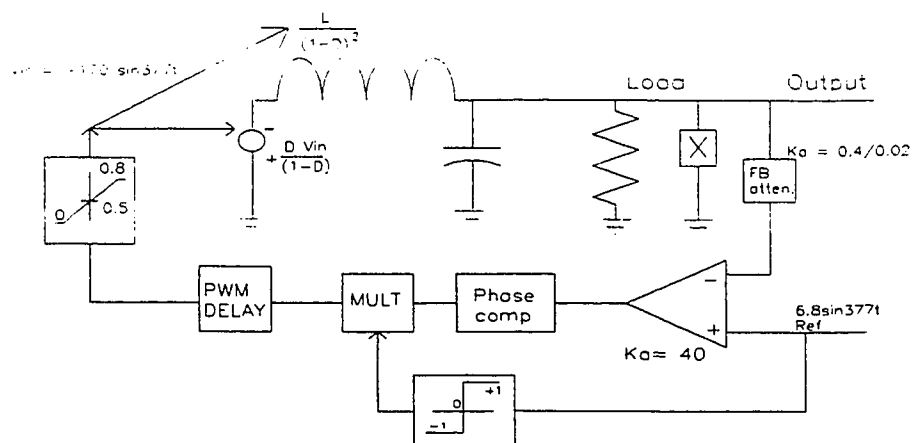 L
(1-D)²
sin377t
Load
Output
D Vin
(1-D)
-
+
Ka = 0.4/0.02
FB
atten.
0.8
0
0.5
PWM
DELAY
MULT
Phase
comp
-
+
6.8sin377t
Ref
Ka= 40
0
+1
-1